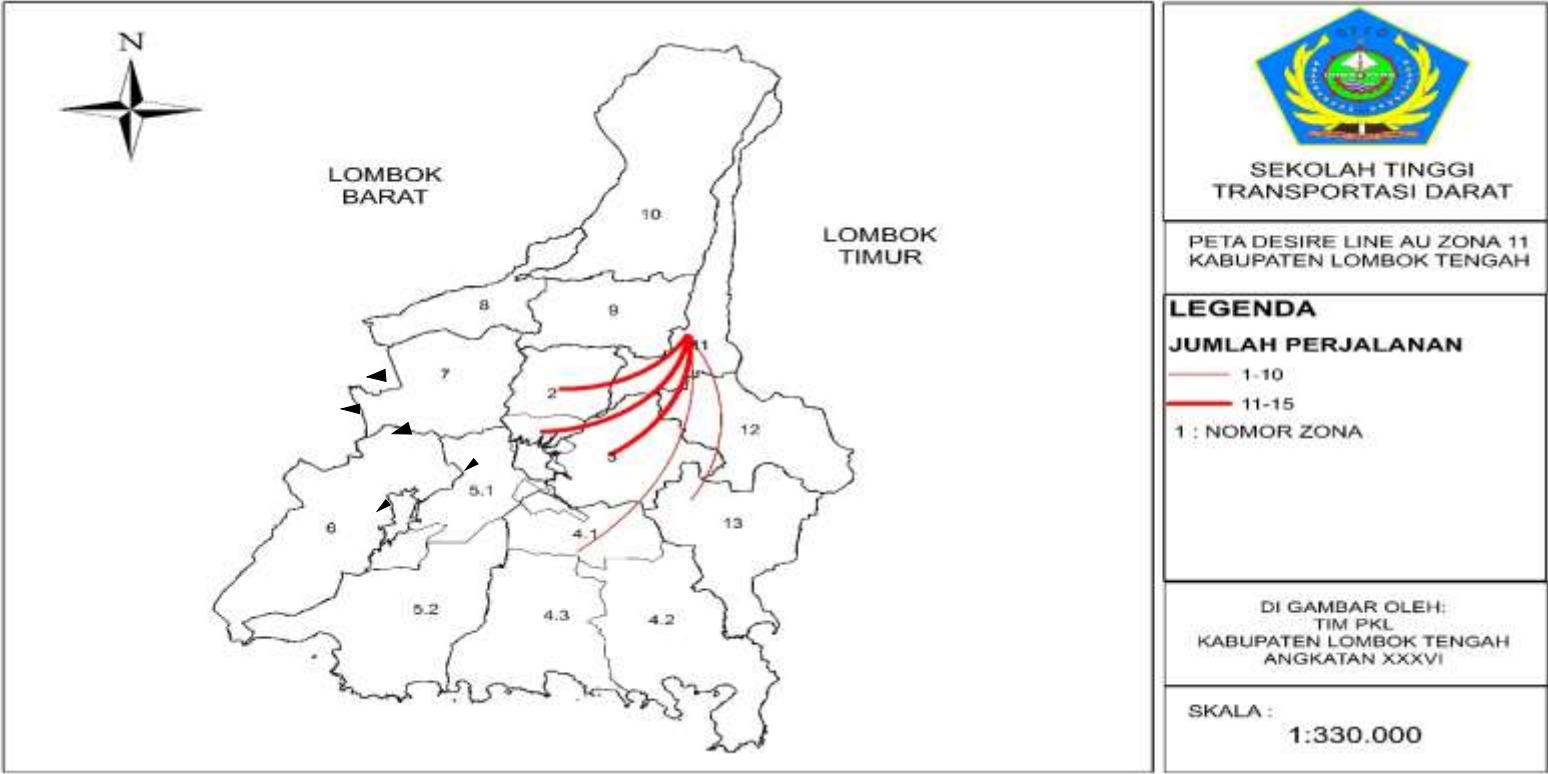 N
LOMBOK
BARAT
LOMBOK
TIMUR
10
8
9
11
7
2
12
3
5.1
6
4.1
13
5.2
4.3
4.2
SEKOLAH TINGGI
TRANSPORTASI DARAT
PETA DESIRE LINE AU ZONA 11
KABUPATEN LOMBOK TENGAH
LEGENDA
JUMLAH PERJALANAN
1-10
11-15
1 : NOMOR ZONA
DI GAMBAR OLEH:
TIM PKL
KABUPATEN LOMBOK TENGAH
ANGKATAN XXXVI
SKALA :
1:330.000